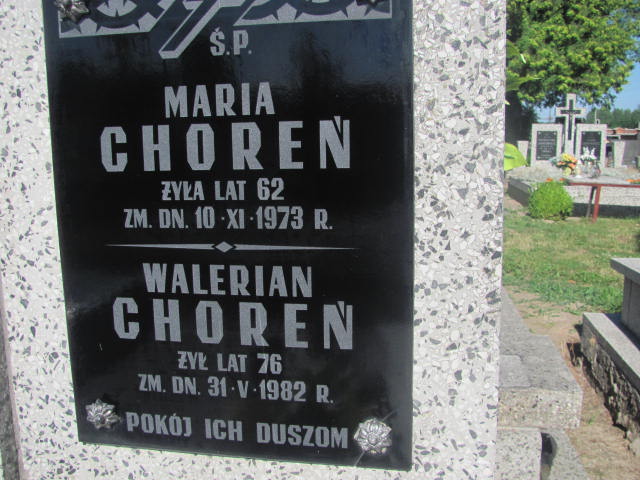 Ś.P.
MARIA
CHOREŃ
ŻYŁA LAT 62
ZM. DN. 10·XI·1973 R.
WALERIAN
CHOREŃ
ŻYŁ LAT 76
ZM. DN. 31·V·1982 R.
POKÓJ ICH DUSZOM